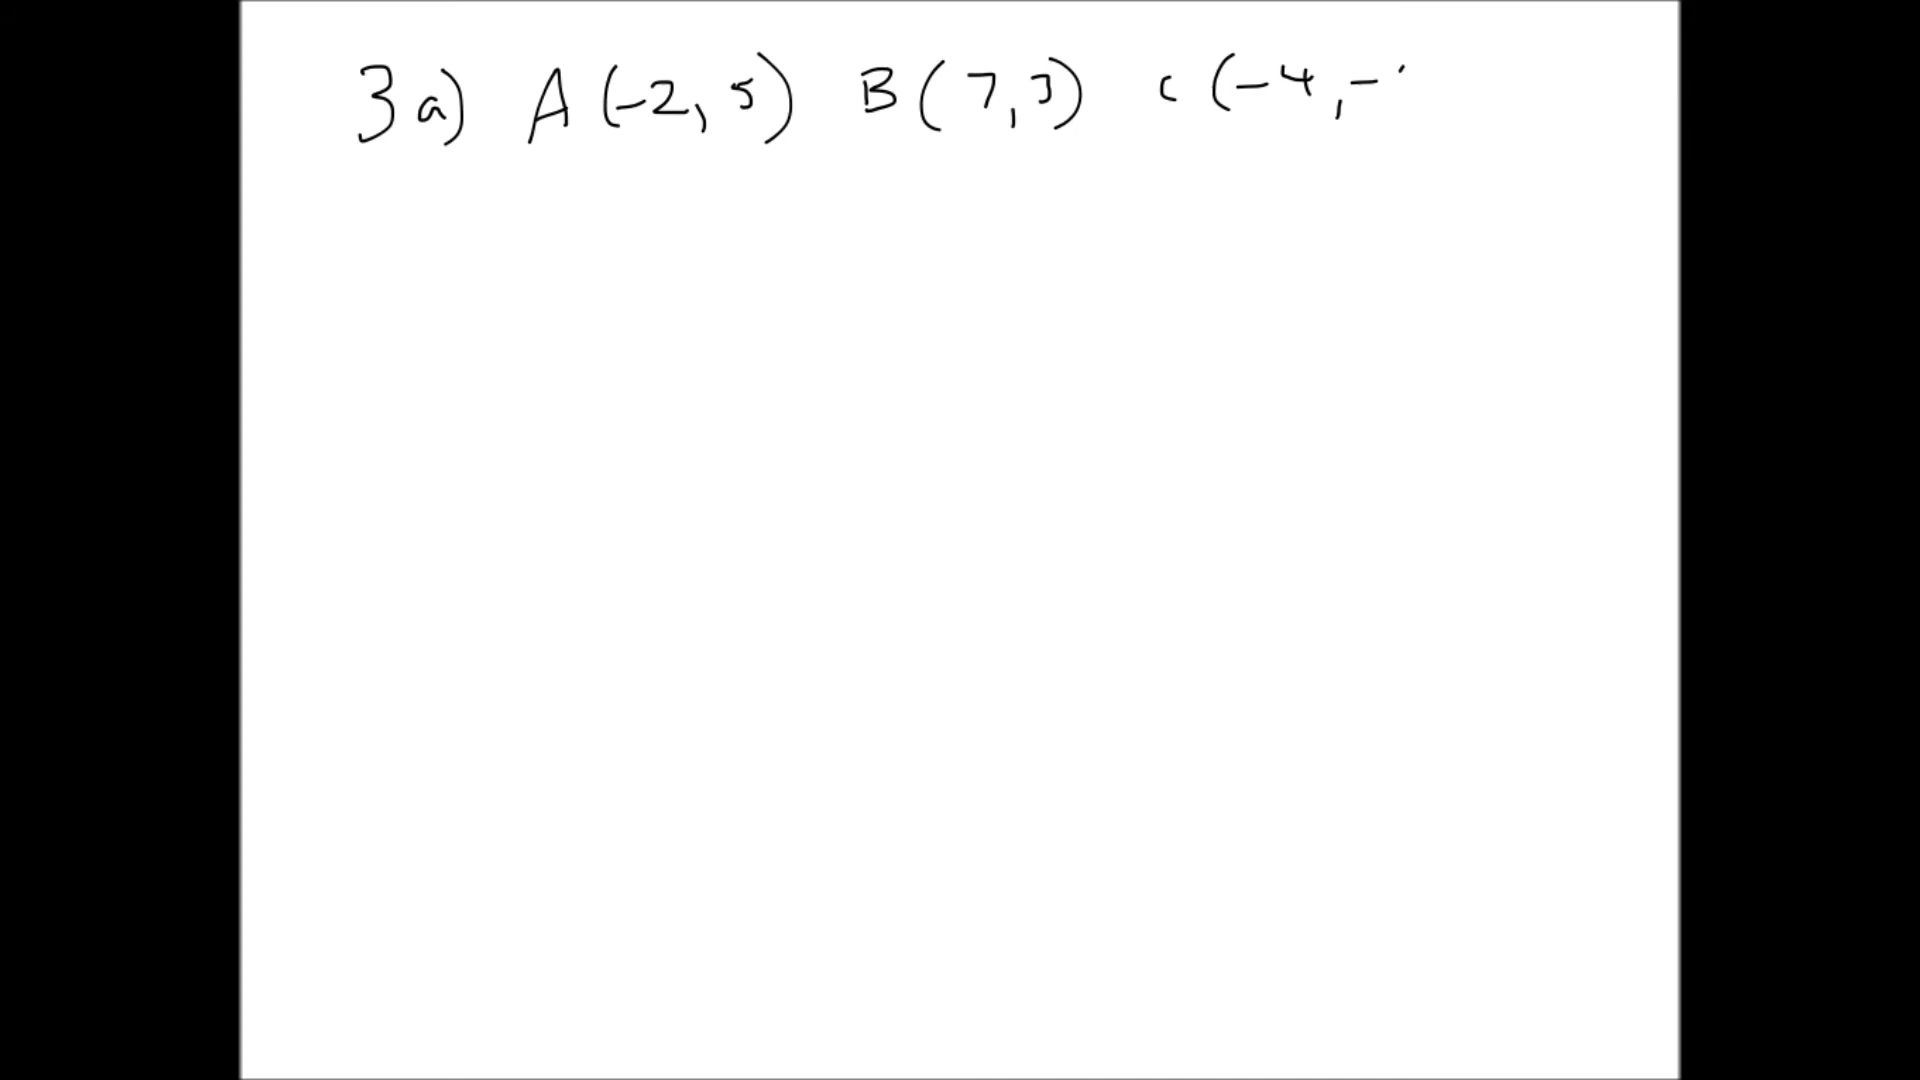 3a) A(-2, 5) B(7,3) C(-4,-